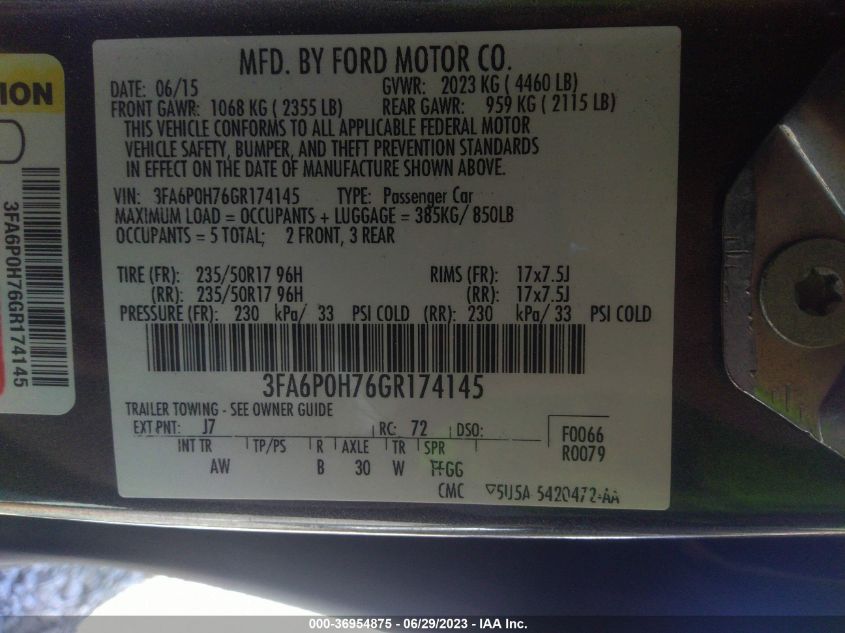 MFD. BY FORD MOTOR CO.
DATE: 06/15 GVWR: 2023 KG ( 4460 LB)
FRONT GAWR: 1068 KG ( 2355 LB) REAR GAWR: 959 KG ( 2115 LB)
THIS VEHICLE CONFORMS TO ALL APPLICABLE FEDERAL MOTOR
VEHICLE SAFETY, BUMPER, AND THEFT PREVENTION STANDARDS
IN EFFECT ON THE DATE OF MANUFACTURE SHOWN ABOVE.
VIN: 3FA6P0H76GR174145 TYPE: Passenger Car
MAXIMUM LOAD = OCCUPANTS + LUGGAGE = 385KG/ 850LB
OCCUPANTS = 5 TOTAL; 2 FRONT, 3 REAR
TIRE (FR): 235/50R17 96H RIMS (FR): 17x7.5J
(RR): 235/50R17 96H (RR): 17x7.5J
PRESSURE (FR): 230 kPa/ 33 PSI COLD (RR): 230 kPa/ 33 PSI COLD
3FA6P0H76GR174145
TRAILER TOWING - SEE OWNER GUIDE
EXT PNT: J7 RC: 72 DSO: F0066
INT TR TP/PS R AXLE TR SPR R0079
AW B 30 W FFGG
CMC 5U5A-5420472-AA
ION
3FA6P0H76GR174145
000-36954875 - 06/29/2023 - IAA Inc.